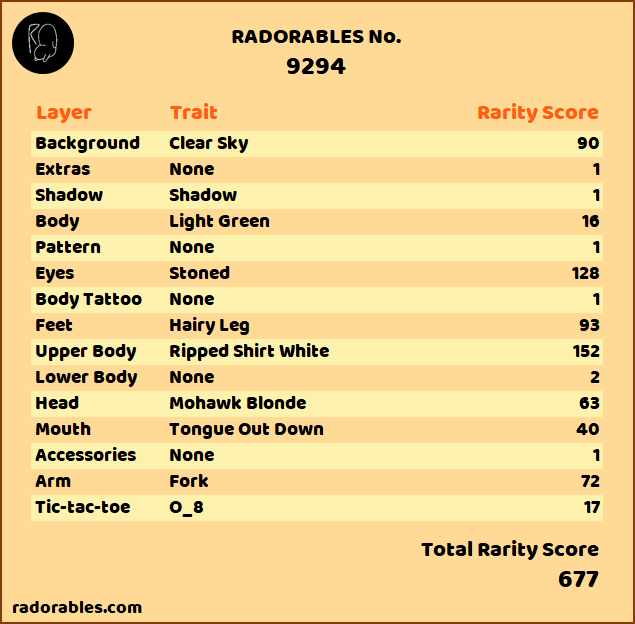 RADORABLES No.
9294
Layer Trait Rarity Score
Background Clear Sky 90
Extras None 1
Shadow Shadow 1
Body Light Green 16
Pattern None 1
Eyes Stoned 128
Body Tattoo None 1
Feet Hairy Leg 93
Upper Body Ripped Shirt White 152
Lower Body None 2
Head Mohawk Blonde 63
Mouth Tongue Out Down 40
Accessories None 1
Arm Fork 72
Tic-tac-toe O_8 17
Total Rarity Score
677
radorables.com